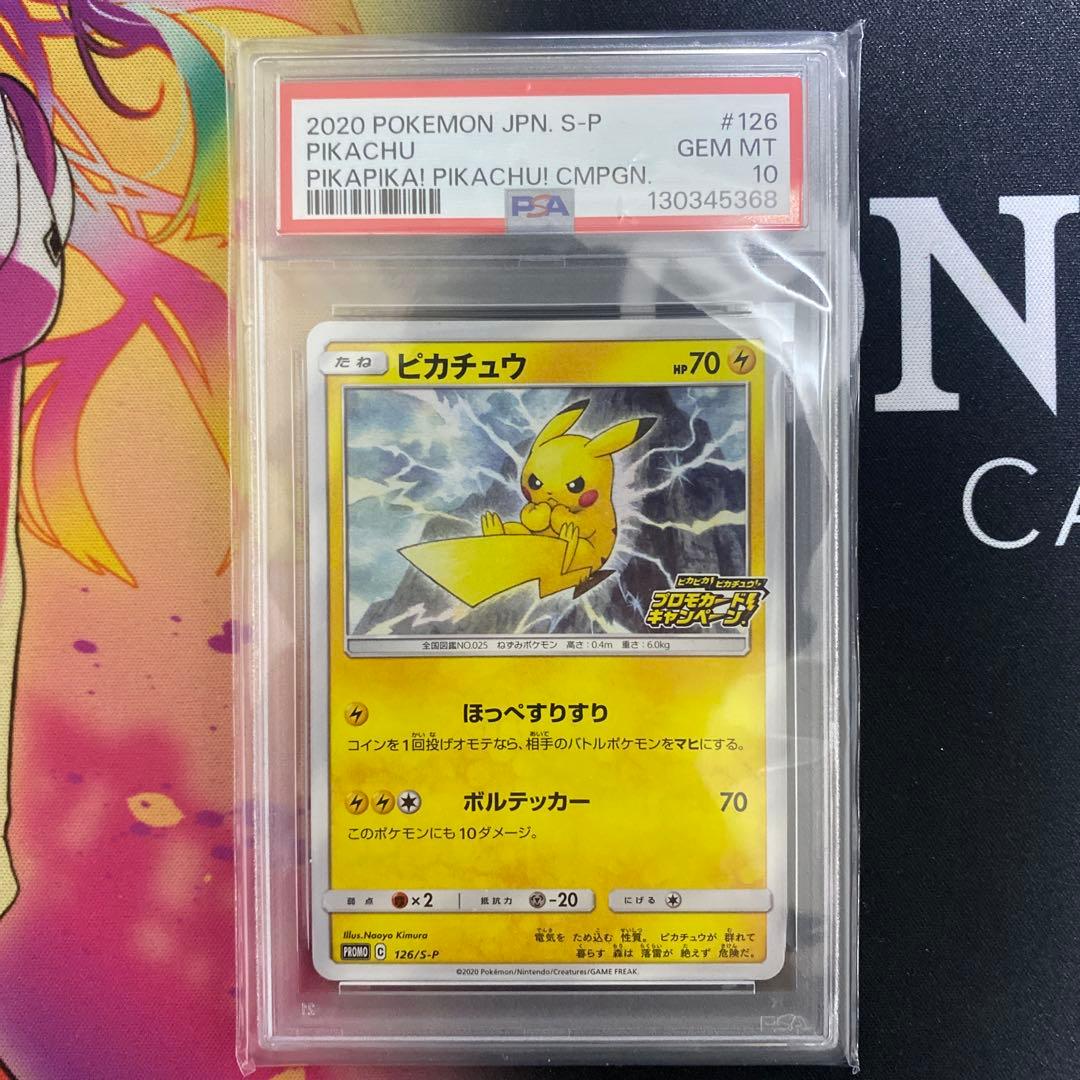 2020 POKEMON JPN. S-P #126
PIKACHU GEM MT
PIKAPIKA! PIKACHU! CMPGN. 10
PSA 130345368
ON
CA
たね ピカチュウ HP70
ピカピカ! ピカチュウ!
プロモカード
キャンペーン!
全国図鑑NO.025 ねずみポケモン 高さ:0.4m 重さ:6.0kg
ほっぺすりすり
コインを1回投げオモテなら、相手のバトルポケモンをマヒにする。
ボルテッカー 70
このポケモンにも10ダメージ。
弱点 ×2 抵抗力 -20 にげる
Illus.Naoyo Kimura
電気を ため込む 性質。 ピカチュウが 群れて
暮らす 森は 落雷が 絶えず 危険だ。
PROMO C 126/S-P
©2020 Pokémon/Nintendo/Creatures/GAME FREAK.
PSA